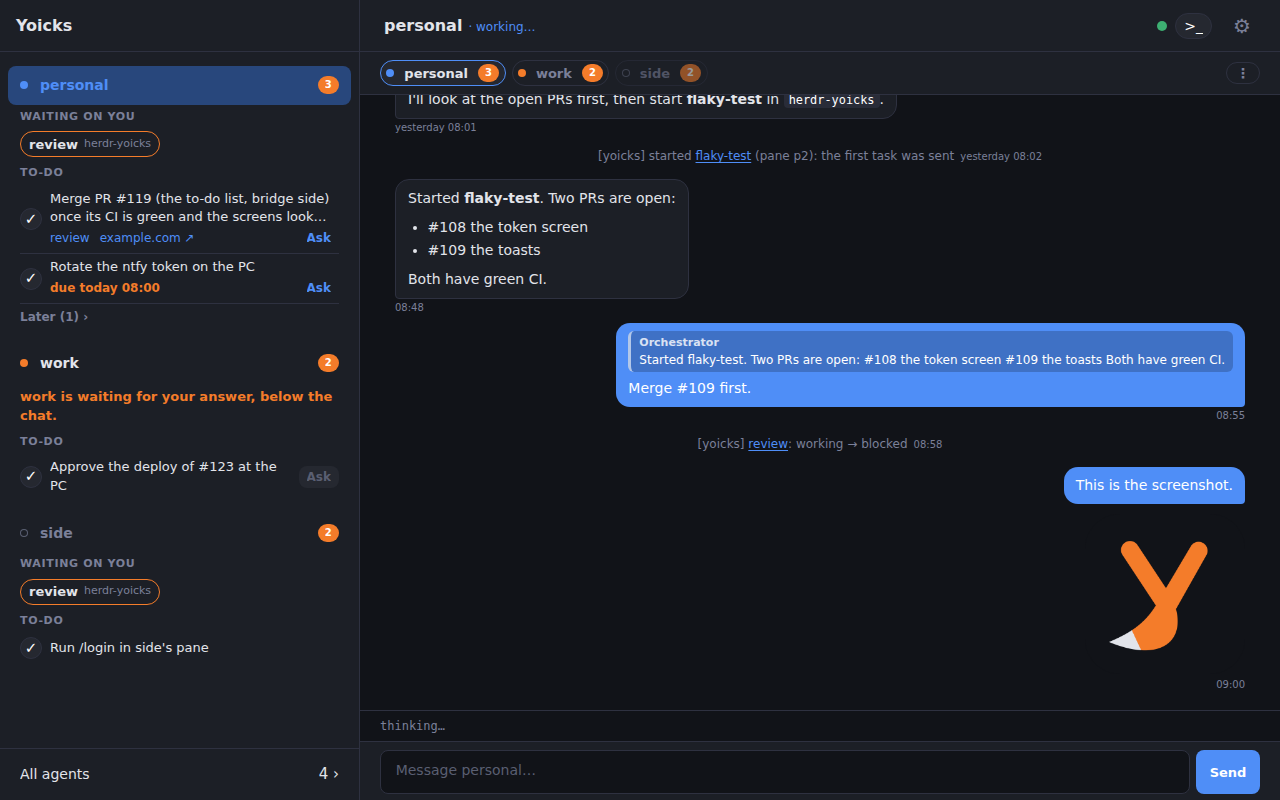 Yoicks
personal 3
WAITING ON YOU
review herdr-yoicks
TO-DO
✓ Merge PR #119 (the to-do list, bridge side)
once its CI is green and the screens look…
review example.com ↗ Ask
✓ Rotate the ntfy token on the PC
due today 08:00 Ask
Later (1) ›
work 2
work is waiting for your answer, below the
chat.
TO-DO
✓ Approve the deploy of #123 at the
PC
Ask
side 2
WAITING ON YOU
review herdr-yoicks
TO-DO
✓ Run /login in side's pane
All agents 4 ›
personal · working…
>_ ⚙
personal 3 work 2 side 2 ⋮
I'll look at the open PRs first, then start flaky-test in herdr-yoicks.
yesterday 08:01
[yoicks] started flaky-test (pane p2): the first task was sent yesterday 08:02
Started flaky-test. Two PRs are open:
• #108 the token screen
• #109 the toasts
Both have green CI.
08:48
Orchestrator
Started flaky-test. Two PRs are open: #108 the token screen #109 the toasts Both have green CI.
Merge #109 first.
08:55
[yoicks] review: working → blocked 08:58
This is the screenshot.
09:00
thinking…
Message personal…
Send